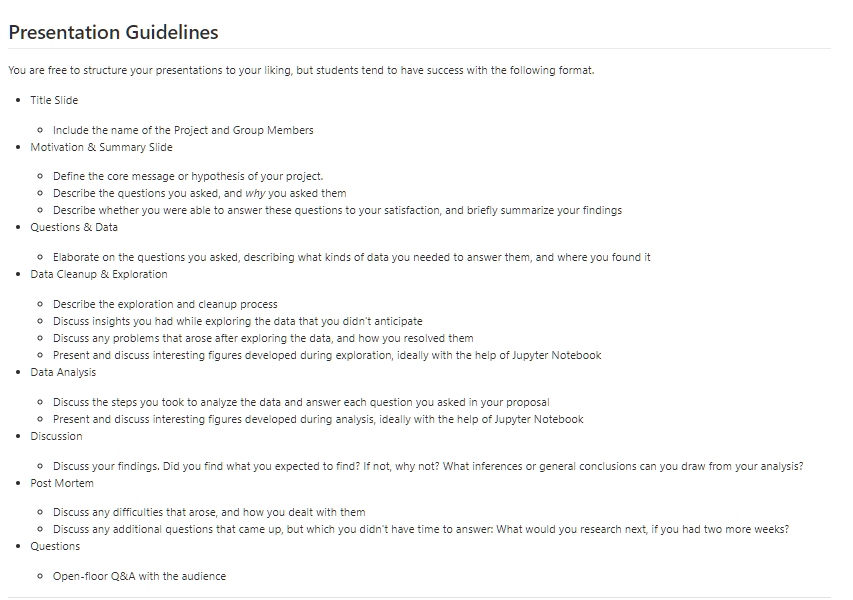 Presentation Guidelines
You are free to structure your presentations to your liking, but students tend to have success with the following format.
Title Slide
Include the name of the Project and Group Members
Motivation & Summary Slide
Define the core message or hypothesis of your project.
Describe the questions you asked, and why you asked them
Describe whether you were able to answer these questions to your satisfaction, and briefly summarize your findings
Questions & Data
Elaborate on the questions you asked, describing what kinds of data you needed to answer them, and where you found it
Data Cleanup & Exploration
Describe the exploration and cleanup process
Discuss insights you had while exploring the data that you didn't anticipate
Discuss any problems that arose after exploring the data, and how you resolved them
Present and discuss interesting figures developed during exploration, ideally with the help of Jupyter Notebook
Data Analysis
Discuss the steps you took to analyze the data and answer each question you asked in your proposal
Present and discuss interesting figures developed during analysis, ideally with the help of Jupyter Notebook
Discussion
Discuss your findings. Did you find what you expected to find? If not, why not? What inferences or general conclusions can you draw from your analysis?
Post Mortem
Discuss any difficulties that arose, and how you dealt with them
Discuss any additional questions that came up, but which you didn't have time to answer: What would you research next, if you had two more weeks?
Questions
Open-floor Q&A with the audience